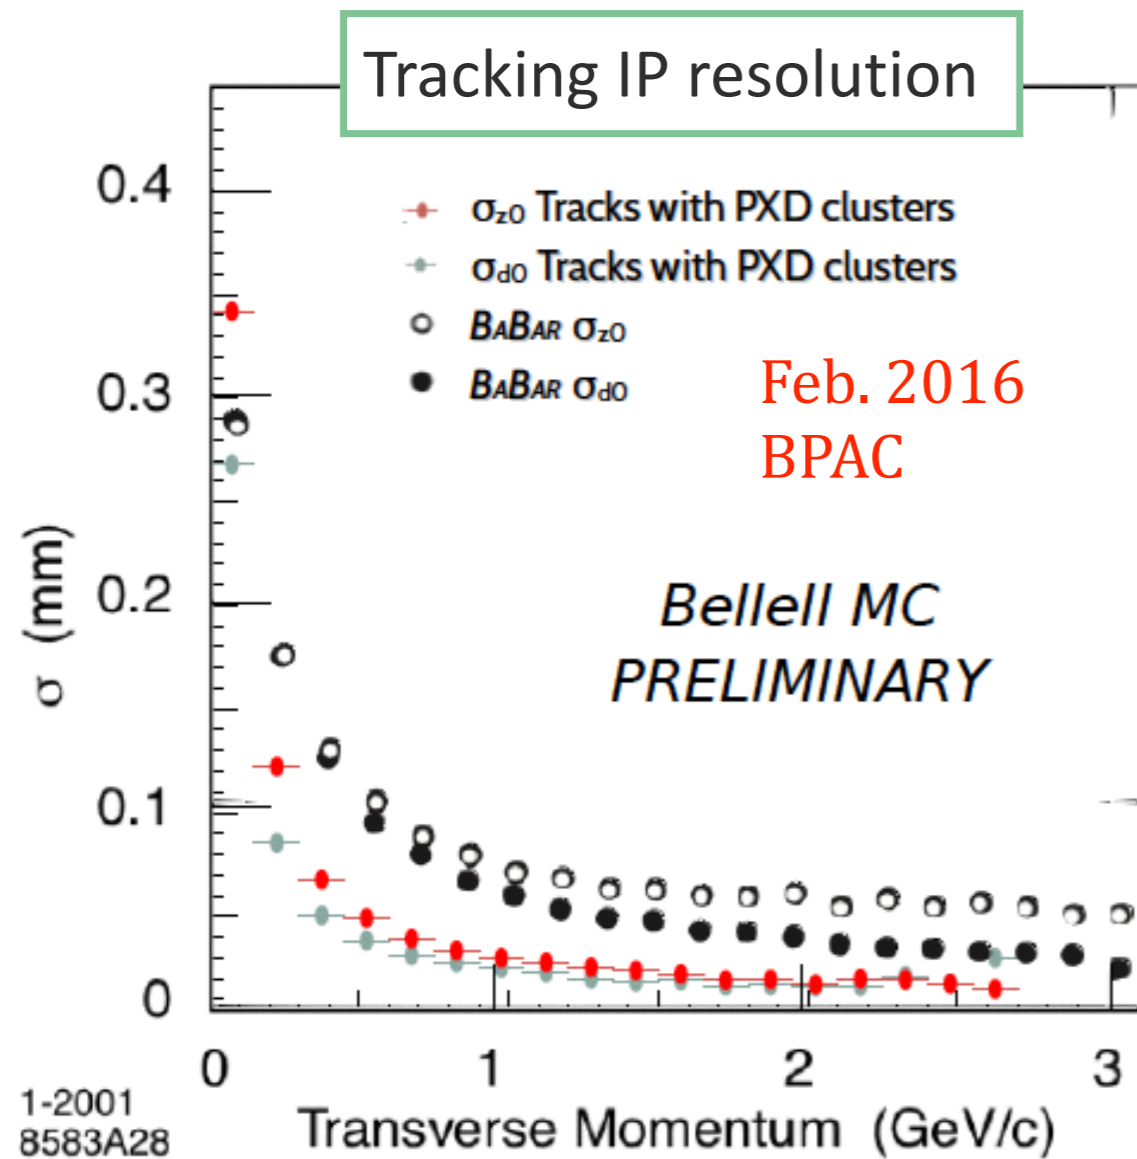 Tracking IP resolution
0.4
σz0 Tracks with PXD clusters
σd0 Tracks with PXD clusters
BABAR σz0
BABAR σd0
Feb. 2016
BPAC
0.3
0.2
BelleII MC
PRELIMINARY
σ (mm)
0.1
0
0 1 2 3
1-2001
8583A28
Transverse Momentum (GeV/c)